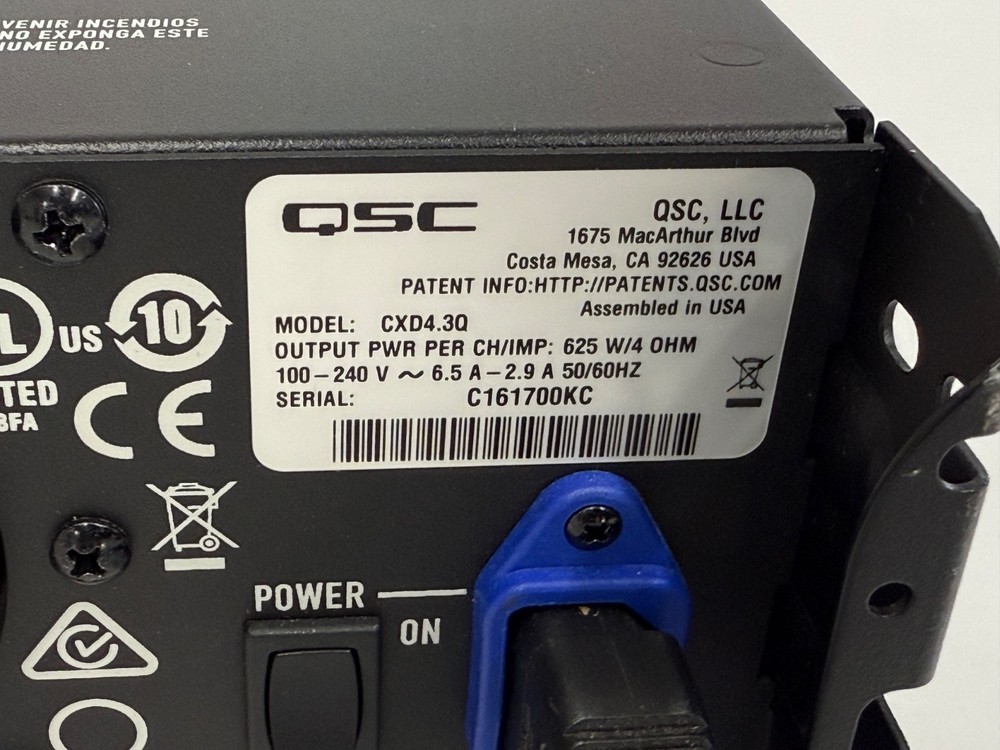 VENIR INCENDIOS
NO EXPONGA ESTE
HUMEDAD.
QSC
QSC, LLC
1675 MacArthur Blvd
Costa Mesa, CA 92626 USA
PATENT INFO:HTTP://PATENTS.QSC.COM
Assembled in USA
MODEL: CXD4.3Q
OUTPUT PWR PER CH/IMP: 625 W/4 OHM
100–240 V ~ 6.5 A–2.9 A 50/60HZ
SERIAL: C161700KC
L US 10
TED
3FA
CE
POWER
ON